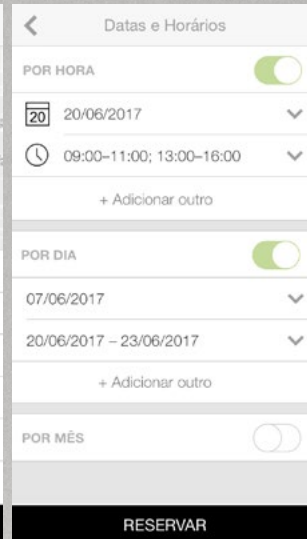 Datas e Horários
POR HORA
20 20/06/2017
09:00–11:00; 13:00–16:00
+ Adicionar outro
POR DIA
07/06/2017
20/06/2017 – 23/06/2017
+ Adicionar outro
POR MÊS
RESERVAR